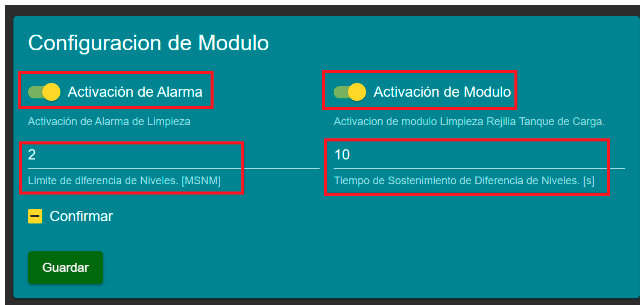 Configuracion de Modulo
Activación de Alarma
Activación de Modulo
Activación de Alarma de Limpieza
Activacion de modulo Limpieza Rejilla Tanque de Carga.
2
10
Limite de diferencia de Niveles. [MSNM]
Tiempo de Sostenimiento de Diferencia de Niveles. [s]
Confirmar
Guardar